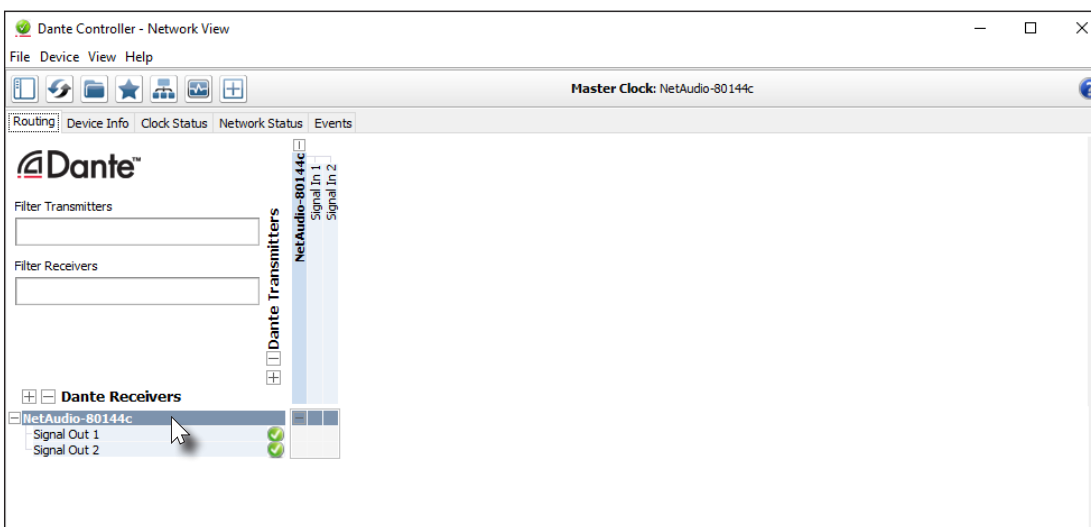 Dante Controller - Network View
File Device View Help
Master Clock: NetAudio-80144c
?
Routing Device Info Clock Status Network Status Events
Dante™
Filter Transmitters
Filter Receivers
Dante Transmitters
NetAudio-80144c
Signal In 1
Signal In 2
Dante Receivers
NetAudio-80144c
Signal Out 1
Signal Out 2